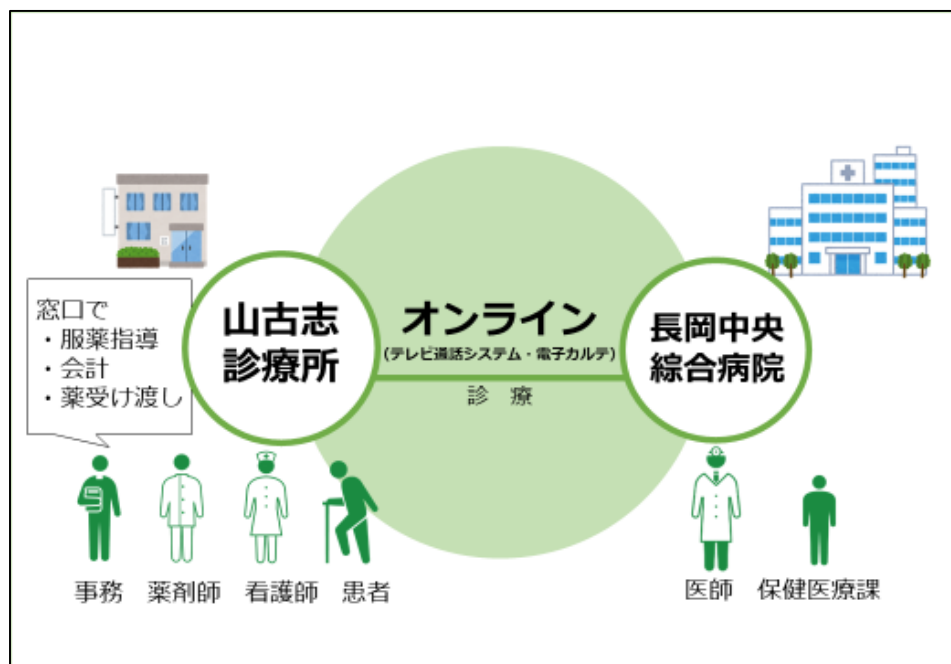 窓口で
・服薬指導
・会計
・薬受け渡し
山古志
診療所
オンライン
(テレビ通話システム・電子カルテ)
診　療
長岡中央
綜合病院
事務
薬剤師
看護師
患者
医師
保健医療課